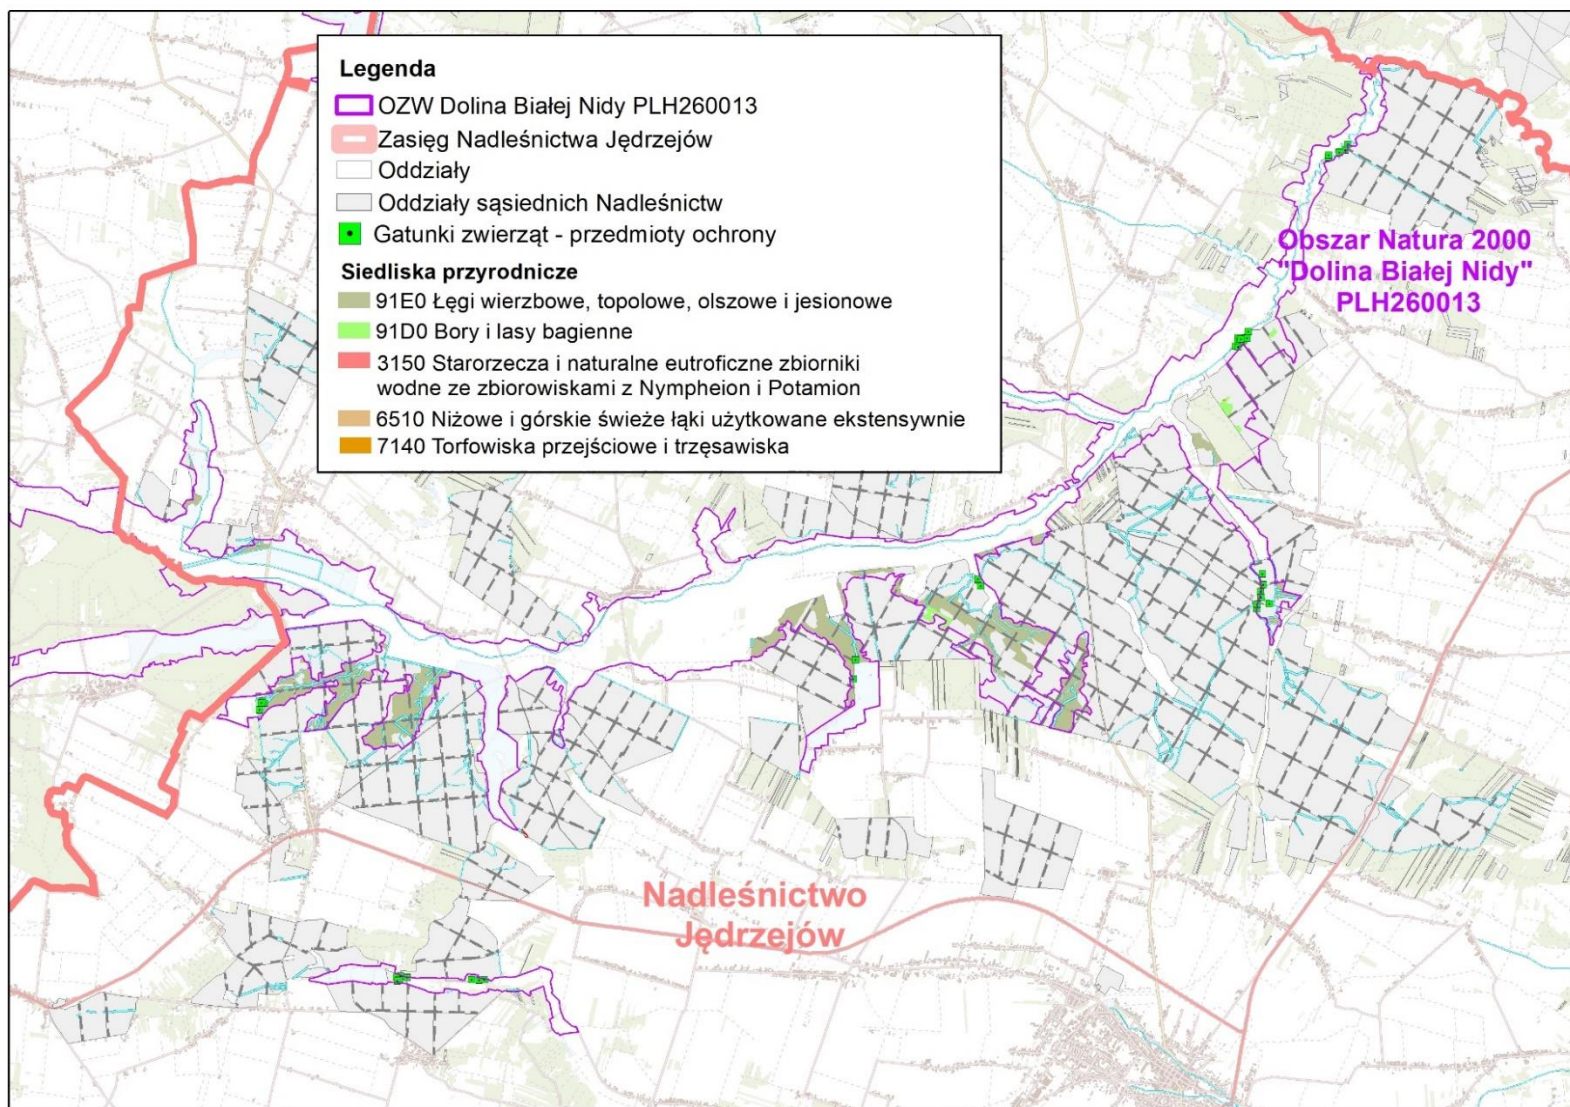 Legenda
OZW Dolina Białej Nidy PLH260013
Zasięg Nadleśnictwa Jędrzejów
Oddziały
Oddziały sąsiednich Nadleśnictw
Gatunki zwierząt - przedmioty ochrony
Siedliska przyrodnicze
91E0 Łęgi wierzbowe, topolowe, olszowe i jesionowe
91D0 Bory i lasy bagienne
3150 Starorzecza i naturalne eutroficzne zbiorniki
wodne ze zbiorowiskami z Nympheion i Potamion
6510 Niżowe i górskie świeże łąki użytkowane ekstensywnie
7140 Torfowiska przejściowe i trzęsawiska
Obszar Natura 2000
"Dolina Białej Nidy"
PLH260013
Nadleśnictwo
Jędrzejów